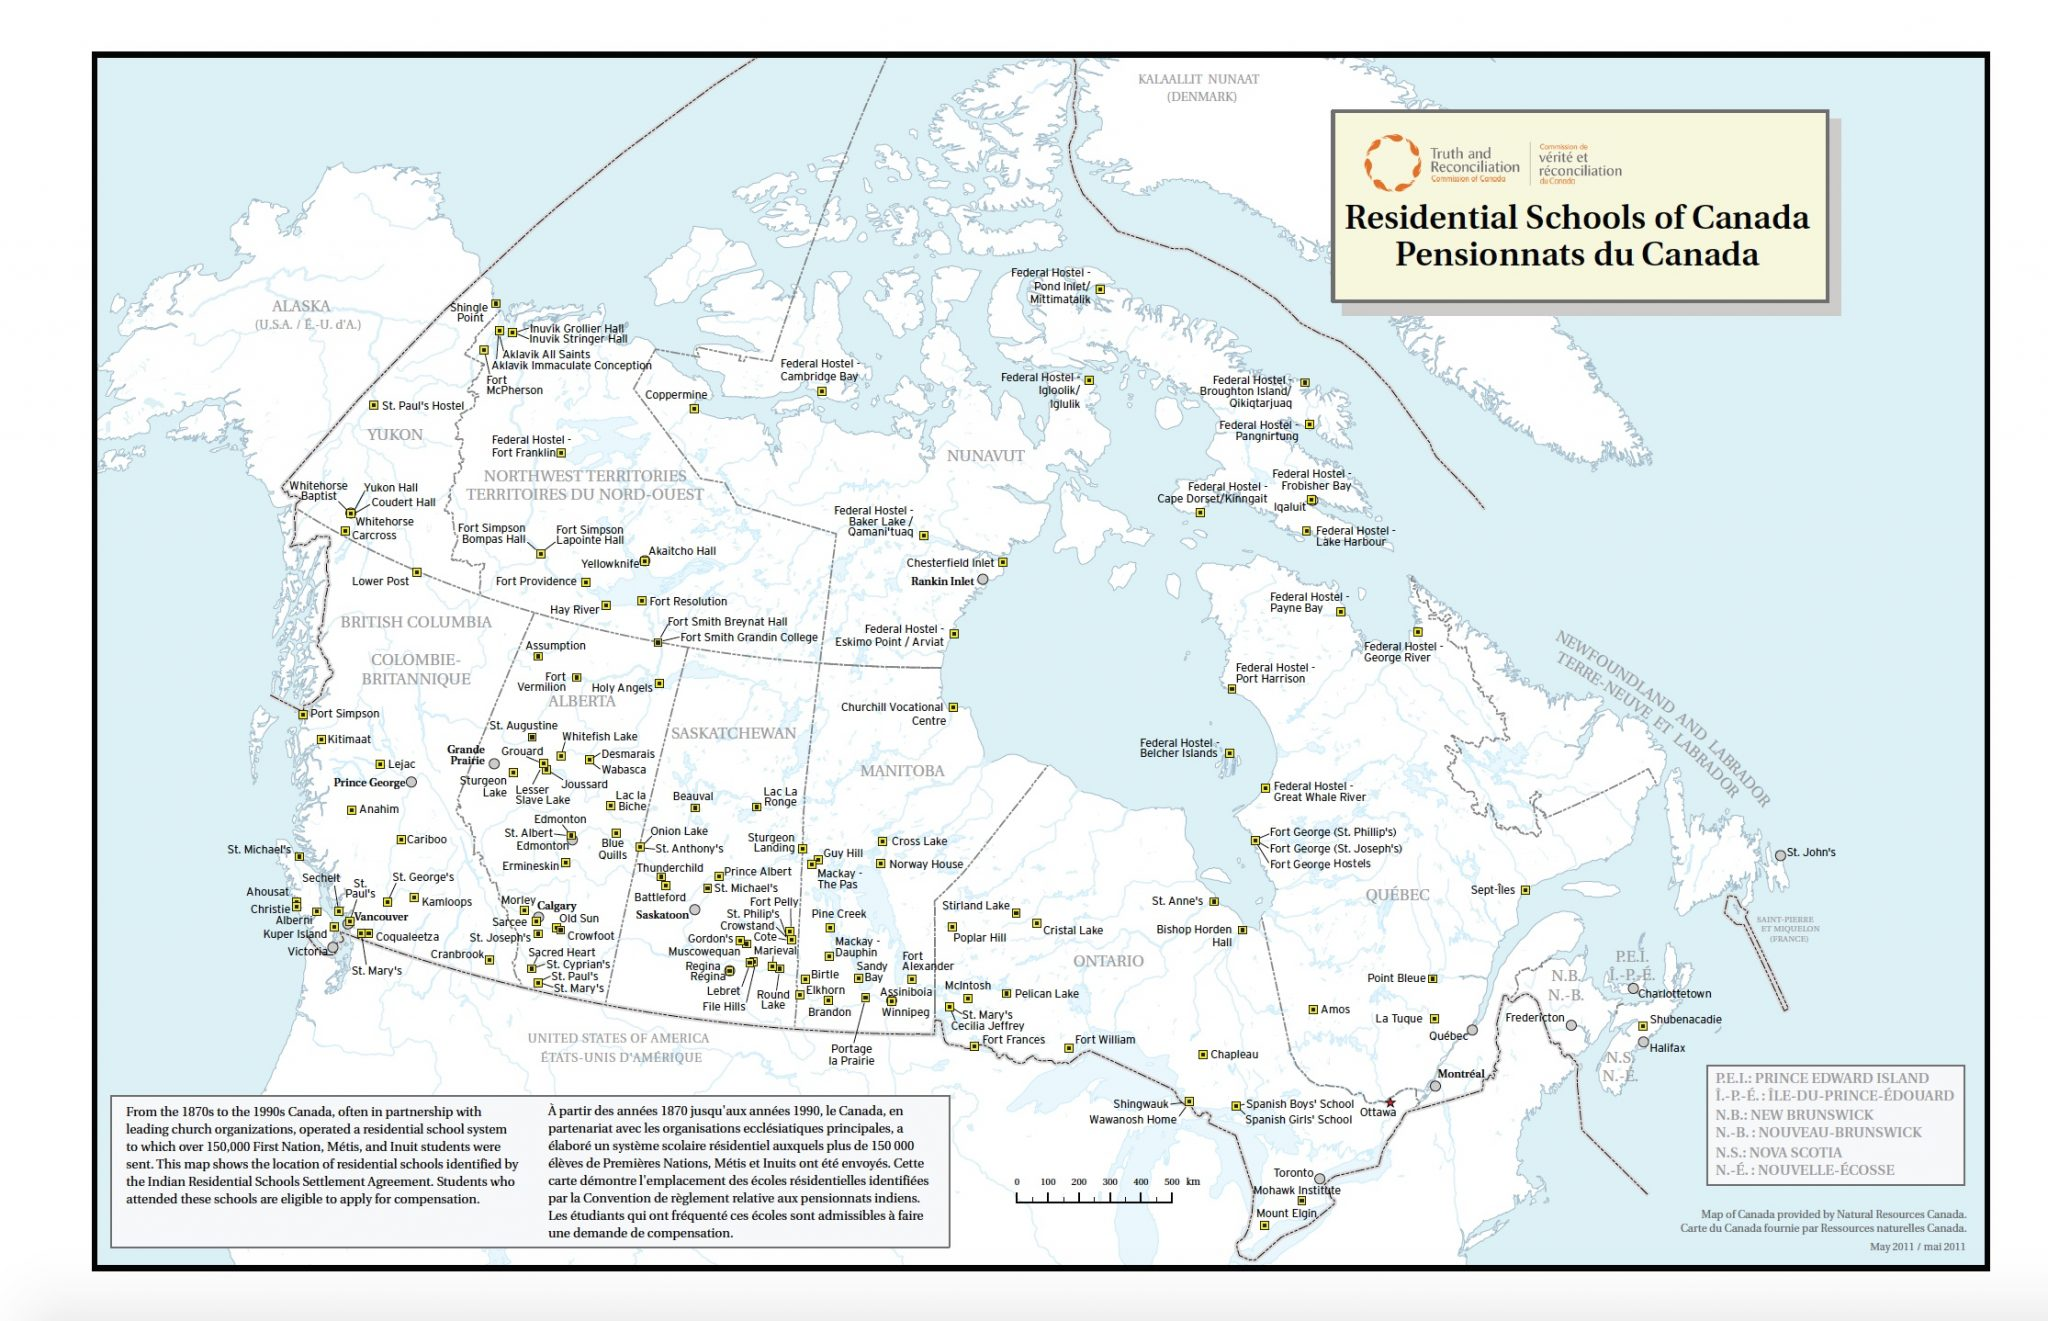 KALAALLIT NUNAAT
(DENMARK)
Truth and
Reconciliation
Commission of Canada
Commission de
vérité et
réconciliation
du Canada
Residential Schools of Canada
Pensionnats du Canada
ALASKA
(U.S.A. / É.-U. d'A.)
Shingle
Point
Inuvik Grollier Hall
Inuvik Stringer Hall
Aklavik All Saints
Aklavik Immaculate Conception
Fort
McPherson
St. Paul's Hostel
YUKON
Whitehorse
Baptist
Yukon Hall
Coudert Hall
Whitehorse
Carcross
Lower Post
Federal Hostel -
Fort Franklin
NORTHWEST TERRITORIES
TERRITOIRES DU NORD-OUEST
Fort Simpson
Bompas Hall
Fort Simpson
Lapointe Hall
Akaitcho Hall
Yellowknife
Fort Providence
Hay River
Fort Resolution
Fort Smith Breynat Hall
Fort Smith Grandin College
Coppermine
Federal Hostel -
Cambridge Bay
Federal Hostel -
Pond Inlet/
Mittimatalik
Federal Hostel -
Igloolik/
Iglulik
Federal Hostel -
Broughton Island/
Qikiqtarjuaq
Federal Hostel -
Pangnirtung
NUNAVUT
Federal Hostel -
Frobisher Bay
Iqaluit
Federal Hostel -
Cape Dorset/Kinngait
Federal Hostel -
Lake Harbour
Federal Hostel -
Baker Lake /
Qamani'tuaq
Chesterfield Inlet
Rankin Inlet
Federal Hostel -
Eskimo Point / Arviat
Federal Hostel -
Payne Bay
Federal Hostel -
George River
Federal Hostel -
Port Harrison
Federal Hostel -
Belcher Islands
Federal Hostel -
Great Whale River
Fort George (St. Phillip's)
Fort George (St. Joseph's)
Fort George Hostels
QUÉBEC
Sept-Îles
NEWFOUNDLAND AND LABRADOR
TERRE-NEUVE ET LABRADOR
St. John's
SAINT-PIERRE
ET MIQUELON
(FRANCE)
BRITISH COLUMBIA
COLOMBIE-
BRITANNIQUE
Port Simpson
Kitimaat
Lejac
Prince George
Anahim
Cariboo
St. Michael's
Sechelt
St.
Paul's
St. George's
Kamloops
Ahousat
Christie
Alberni
Vancouver
Kuper Island
Coqualeetza
Victoria
St. Mary's
Cranbrook
Assumption
Fort
Vermilion
Holy Angels
ALBERTA
St. Augustine
Whitefish Lake
Grande
Prairie
Grouard
Desmarais
Wabasca
Sturgeon
Lake
Lesser
Slave Lake
Joussard
Lac la
Biche
Edmonton
St. Albert
Edmonton
Blue
Quills
Ermineskin
Morley
Calgary
Sarcee
Old Sun
Crowfoot
St. Joseph's
Sacred Heart
St. Cyprian's
St. Paul's
St. Mary's
SASKATCHEWAN
Beauval
Lac La
Ronge
Onion Lake
St. Anthony's
Sturgeon
Landing
Thunderchild
Battleford
Prince Albert
St. Michael's
Saskatoon
Fort Pelly
St. Philip's
Crowstand
Cote
Gordon's
Muscowequan
Marieval
Regina
Régina
Lebret
File Hills
Round
Lake
MANITOBA
Churchill Vocational
Centre
Guy Hill
Mackay -
The Pas
Cross Lake
Norway House
Pine Creek
Mackay -
Dauphin
Sandy
Bay
Fort
Alexander
Birtle
Elkhorn
Brandon
Assiniboia
Winnipeg
Portage
la Prairie
ONTARIO
Stirland Lake
Cristal Lake
Poplar Hill
St. Anne's
Bishop Horden
Hall
McIntosh
Pelican Lake
St. Mary's
Cecilia Jeffrey
Fort Frances
Fort William
Chapleau
Shingwauk
Wawanosh Home
Spanish Boys' School
Spanish Girls' School
Toronto
Mohawk Institute
Mount Elgin
Ottawa
Montréal
Point Bleue
Amos
La Tuque
Québec
N.B.
N.-B.
P.E.I.
Î.-P.-É.
Charlottetown
Fredericton
Shubenacadie
Halifax
N.S.
N.-É.
UNITED STATES OF AMERICA
ÉTATS-UNIS D'AMÉRIQUE
From the 1870s to the 1990s Canada, often in partnership with
leading church organizations, operated a residential school system
to which over 150,000 First Nation, Métis, and Inuit students were
sent. This map shows the location of residential schools identified by
the Indian Residential Schools Settlement Agreement. Students who
attended these schools are eligible to apply for compensation.
À partir des années 1870 jusqu'aux années 1990, le Canada, en
partenariat avec les organisations ecclésiastiques principales, a
élaboré un système scolaire résidentiel auxquels plus de 150 000
élèves de Premières Nations, Métis et Inuits ont été envoyés. Cette
carte démontre l'emplacement des écoles résidentielles identifiées
par la Convention de règlement relative aux pensionnats indiens.
Les étudiants qui ont fréquenté ces écoles sont admissibles à faire
une demande de compensation.
0 100 200 300 400 500 km
P.E.I.: PRINCE EDWARD ISLAND
Î.-P.-É. : ÎLE-DU-PRINCE-ÉDOUARD
N.B.: NEW BRUNSWICK
N.-B. : NOUVEAU-BRUNSWICK
N.S.: NOVA SCOTIA
N.-É. : NOUVELLE-ÉCOSSE
Map of Canada provided by Natural Resources Canada.
Carte du Canada fournie par Ressources naturelles Canada.
May 2011 / mai 2011